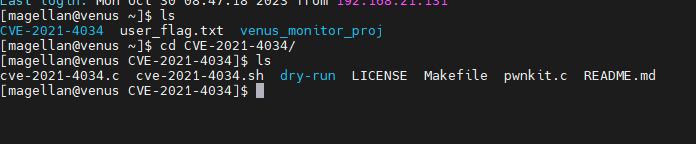 Last login: Mon Oct 30 08:47:18 2023 from 192.168.21.131
[magellan@venus ~]$ ls
CVE-2021-4034  user_flag.txt  venus_monitor_proj
[magellan@venus ~]$ cd CVE-2021-4034/
[magellan@venus CVE-2021-4034]$ ls
cve-2021-4034.c  cve-2021-4034.sh  dry-run  LICENSE  Makefile  pwnkit.c  README.md
[magellan@venus CVE-2021-4034]$